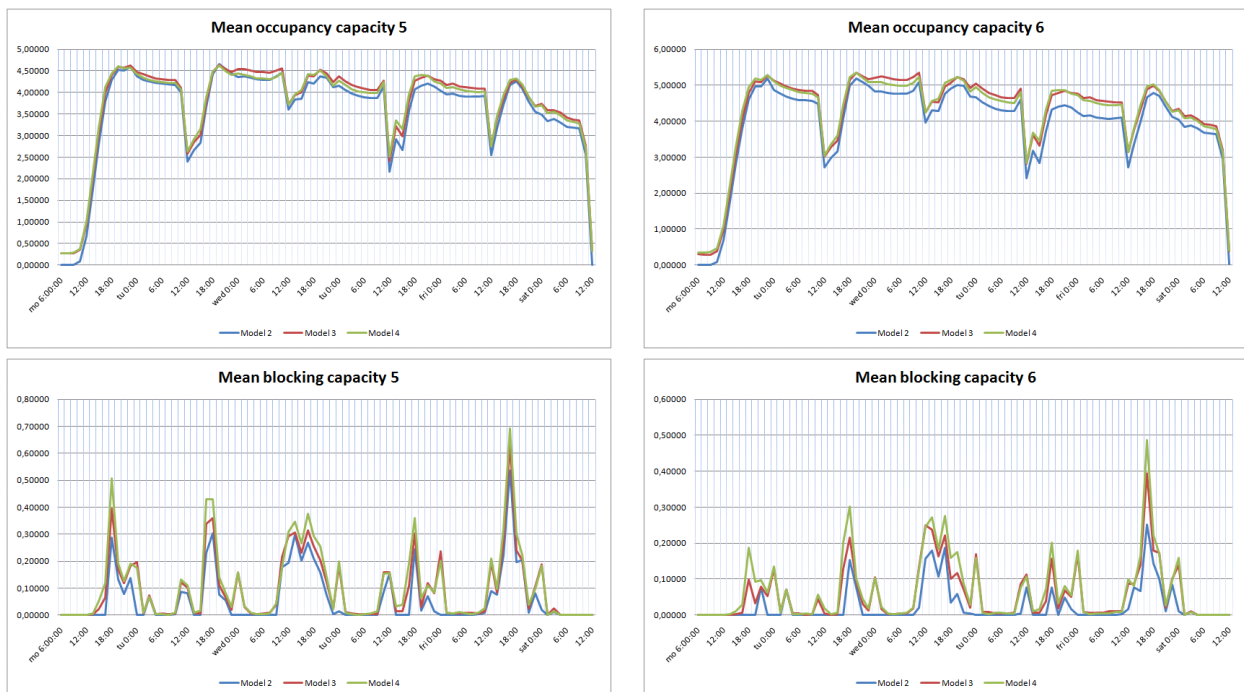 Mean occupancy capacity 5
5,00000
4,50000
4,00000
3,50000
3,00000
2,50000
2,00000
1,50000
1,00000
0,50000
0,00000
mo 6:00:00 12:00 18:00 tu 0:00 6:00 12:00 18:00 wed 0:00 6:00 12:00 18:00 tu 0:00 6:00 12:00 18:00 fri 0:00 6:00 12:00 18:00 sat 0:00 6:00 12:00
Model 2 Model 3 Model 4
Mean occupancy capacity 6
6,00000
5,00000
4,00000
3,00000
2,00000
1,00000
0,00000
mo 6:00:00 12:00 18:00 tu 0:00 6:00 12:00 18:00 wed 0:00 6:00 12:00 18:00 tu 0:00 6:00 12:00 18:00 fri 0:00 6:00 12:00 18:00 sat 0:00 6:00 12:00
Model 2 Model 3 Model 4
Mean blocking capacity 5
0,80000
0,70000
0,60000
0,50000
0,40000
0,30000
0,20000
0,10000
0,00000
mo 6:00:00 12:00 18:00 tu 0:00 6:00 12:00 18:00 wed 0:00 6:00 12:00 18:00 tu 0:00 6:00 12:00 18:00 fri 0:00 6:00 12:00 18:00 sat 0:00 6:00 12:00
Model 2 Model 3 Model 4
Mean blocking capacity 6
0,60000
0,50000
0,40000
0,30000
0,20000
0,10000
0,00000
mo 6:00:00 12:00 18:00 tu 0:00 6:00 12:00 18:00 wed 0:00 6:00 12:00 18:00 tu 0:00 6:00 12:00 18:00 fri 0:00 6:00 12:00 18:00 sat 0:00 6:00 12:00
Model 2 Model 3 Model 4